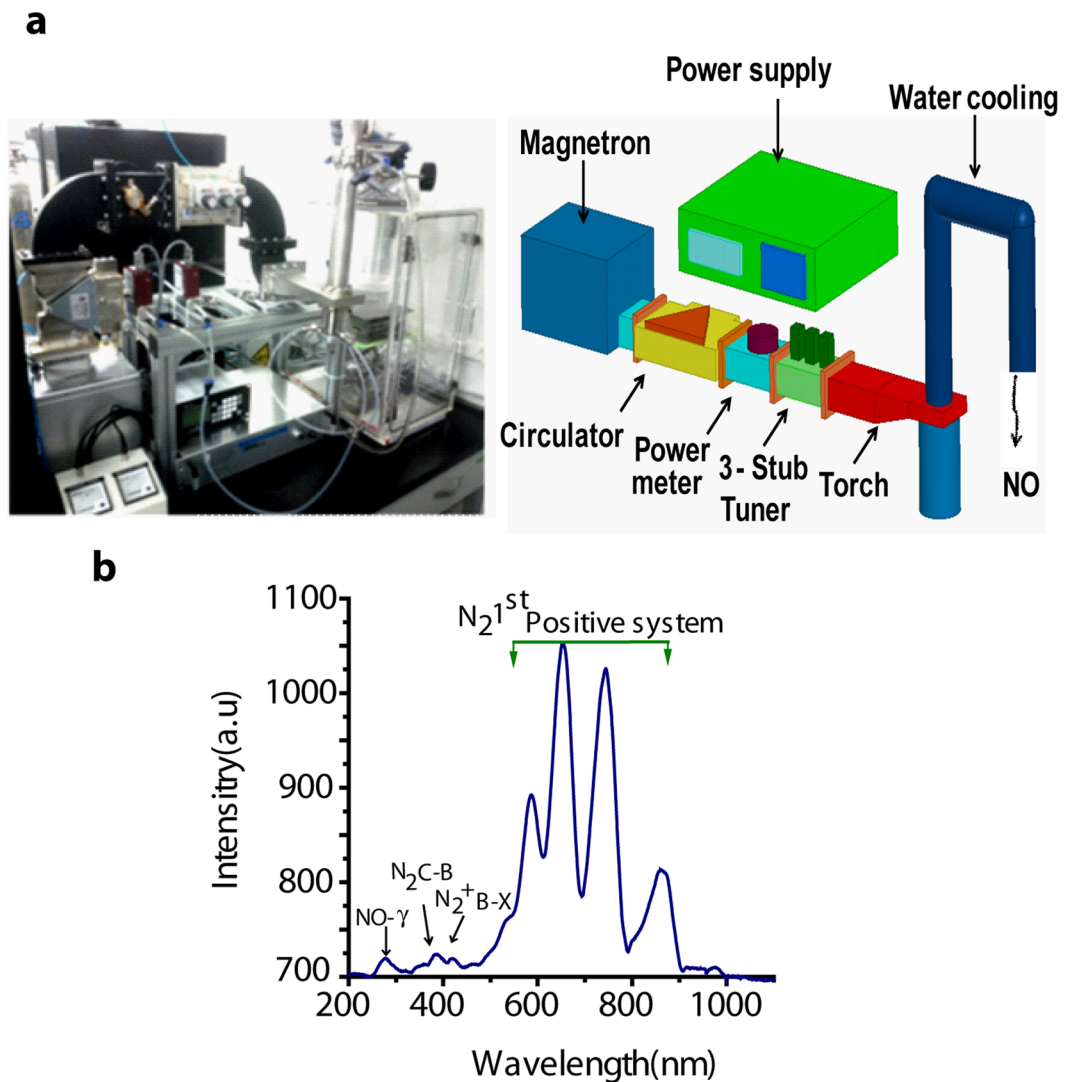 a
Power supply
Water cooling
Magnetron
Circulator
Power
meter
3- Stub
Tuner
Torch
NO
b
N2 1st Positive system
1100
1000
900
800
700
Intensitry(a.u)
N2C-B
N2+B-X
NO-γ
200
400
600
800
1000
Wavelength(nm)